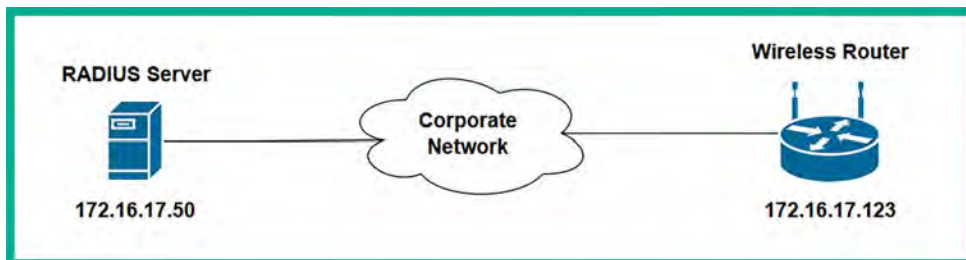 RADIUS Server
172.16.17.50
Corporate
Network
Wireless Router
172.16.17.123